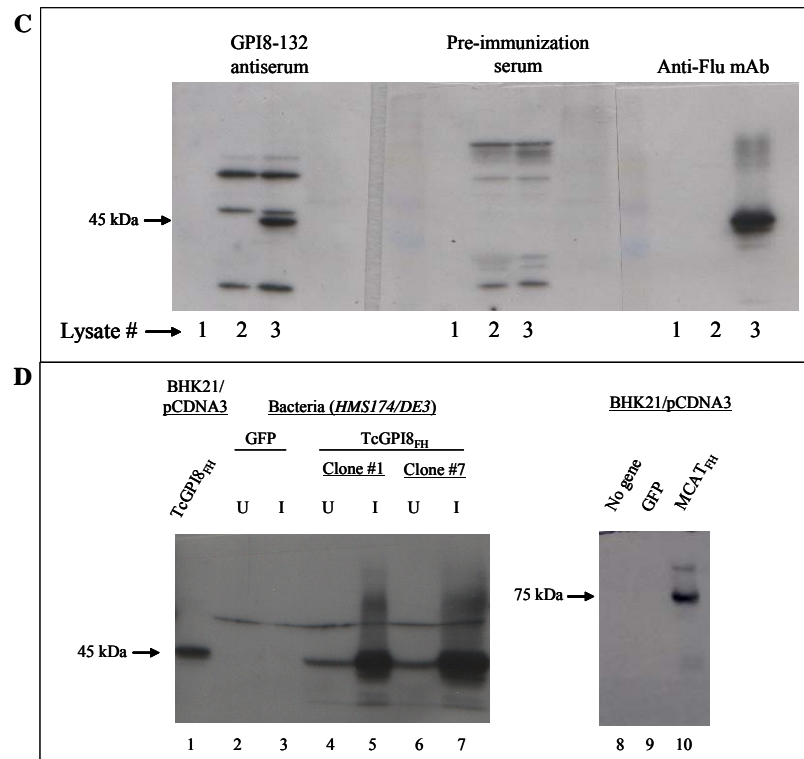 C
GPI8-132
antiserum
Pre-immunization
serum
Anti-Flu mAb
45 kDa
Lysate # 1 2 3 1 2 3 1 2 3
D
BHK21/
pCDNA3
Bacteria (HMS174/DE3)
GFP TcGPI8FH
Clone #1 Clone #7
TcGPI8FH U I U I U I
45 kDa
1 2 3 4 5 6 7
BHK21/pCDNA3
No gene GFP MCATFH
75 kDa
8 9 10